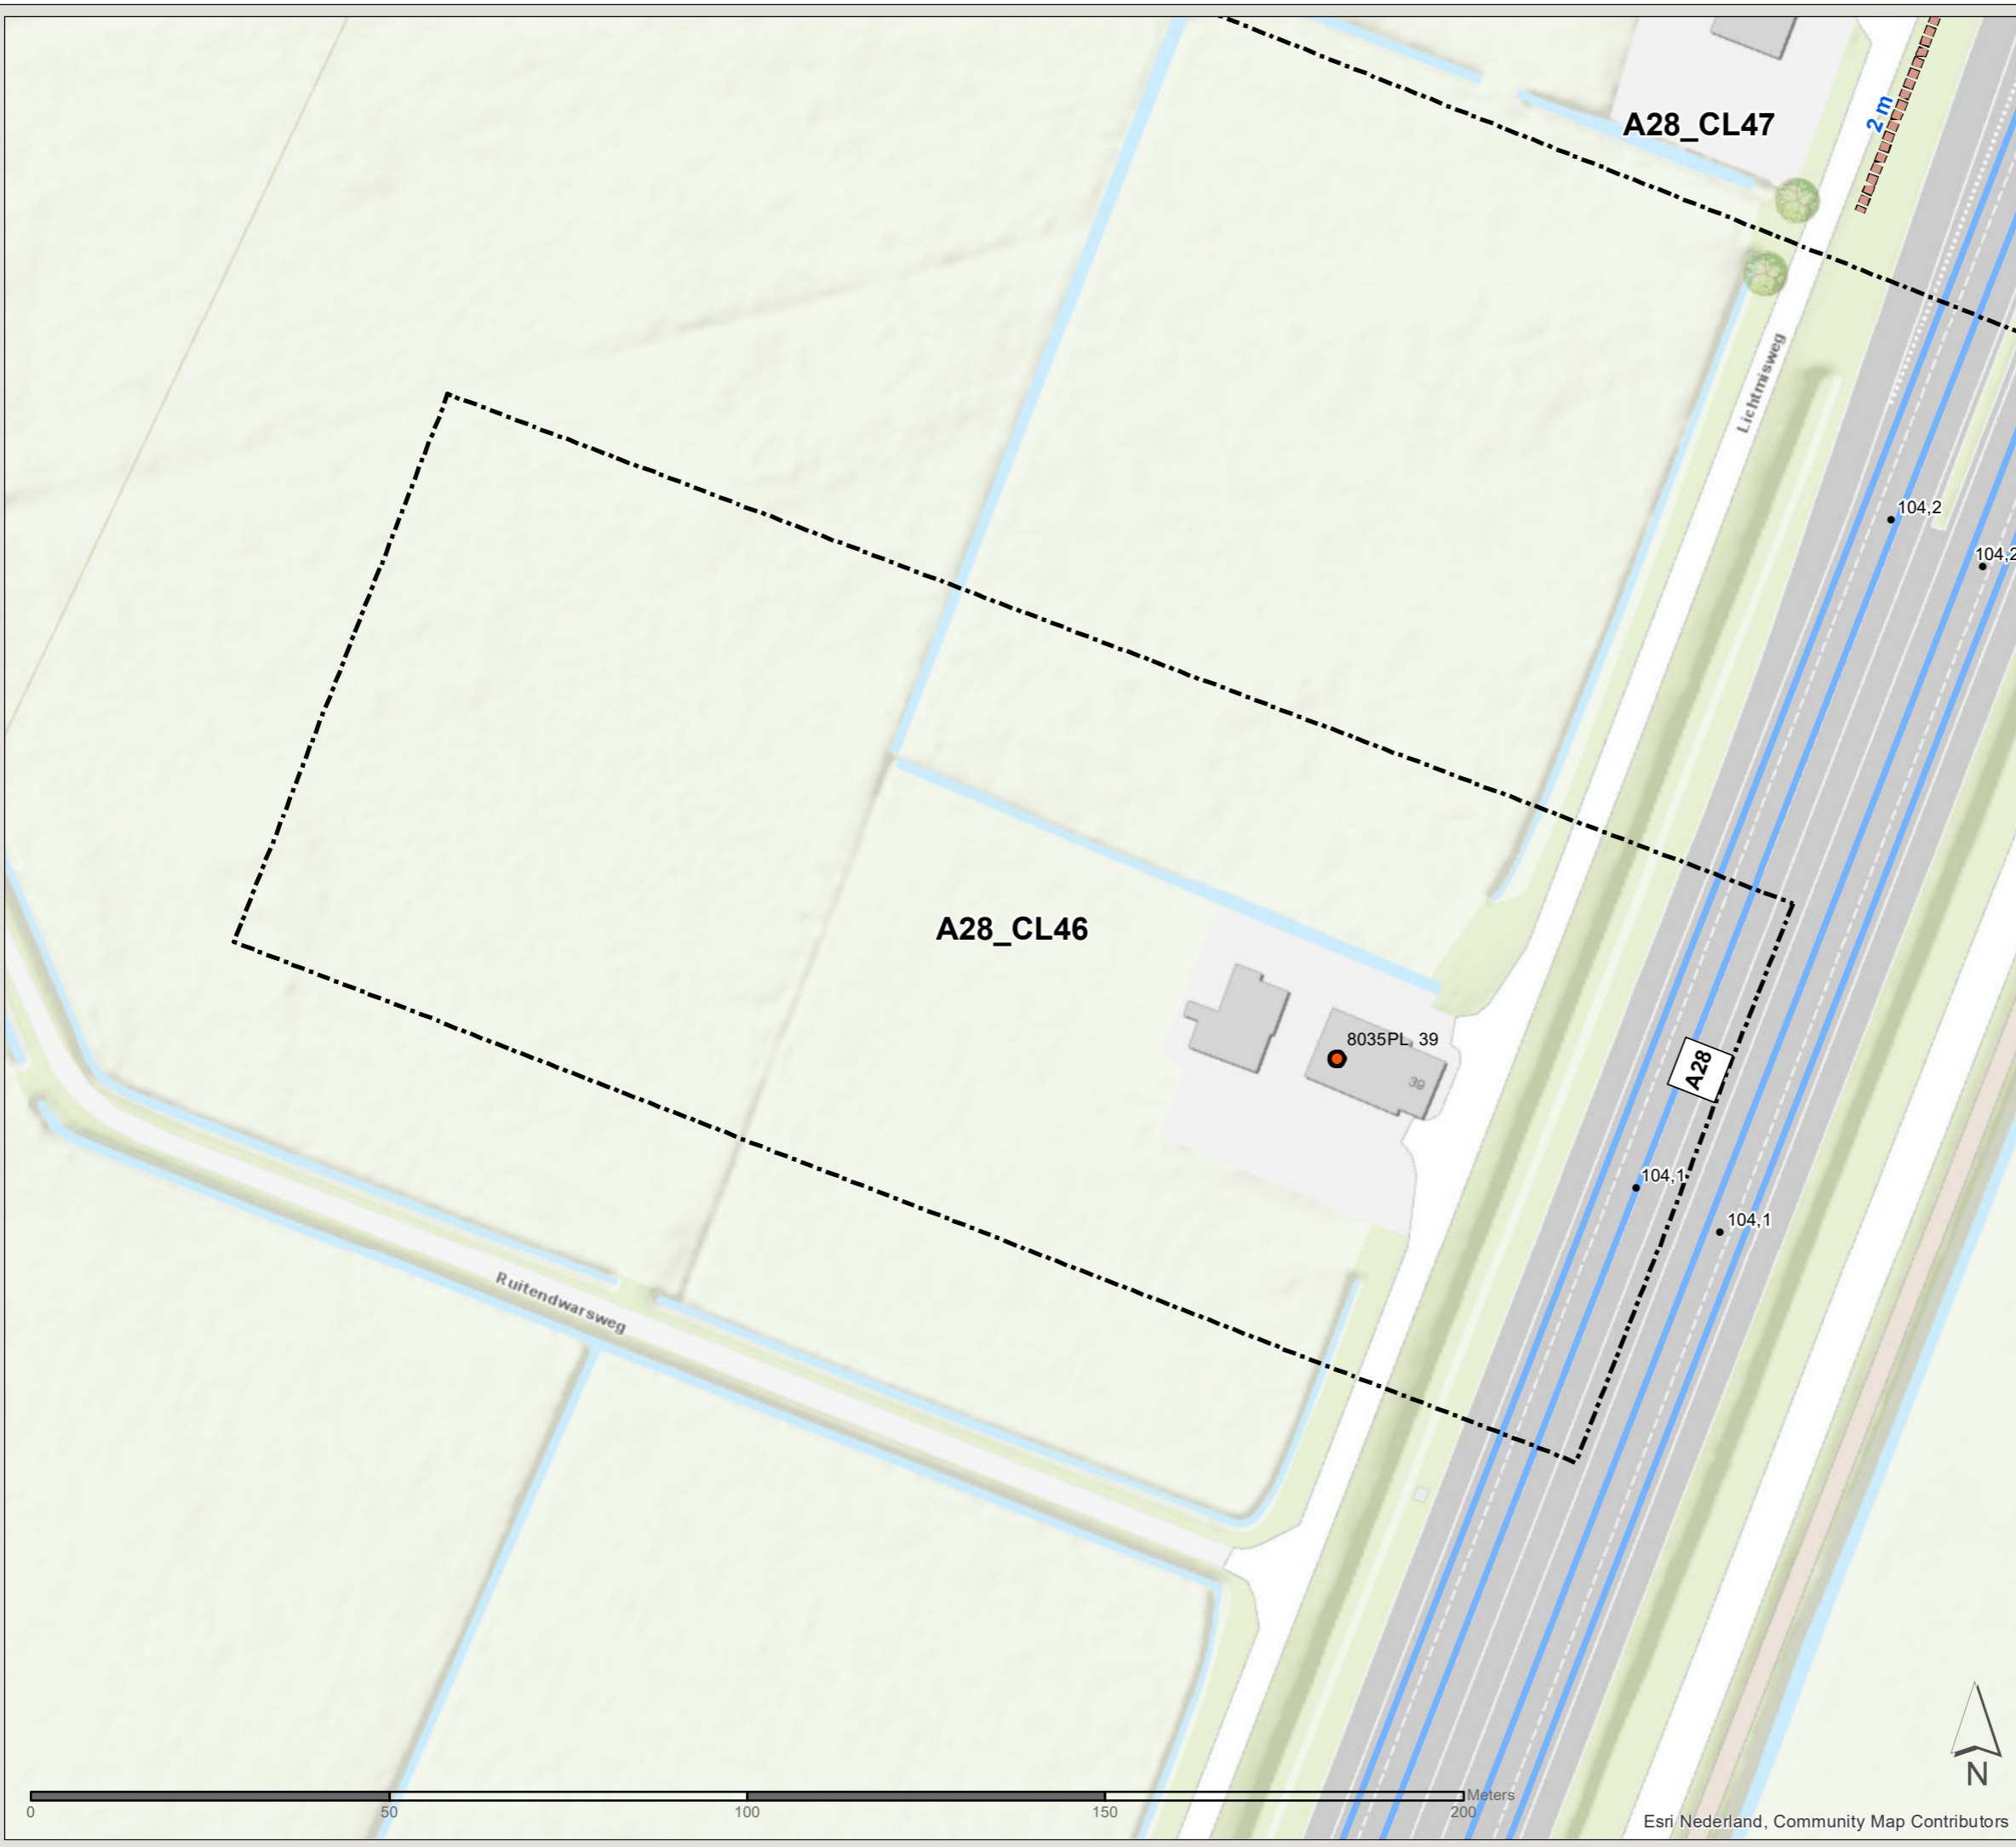 A28_CL47
2 m
Lichtmisweg
104,2
104,2
A28_CL46
8035PL, 39
39
A28
104,1
104,1
Ruitendwarsweg
N
Meters
0 50 100 150 200
Esri Nederland, Community Map Contributors